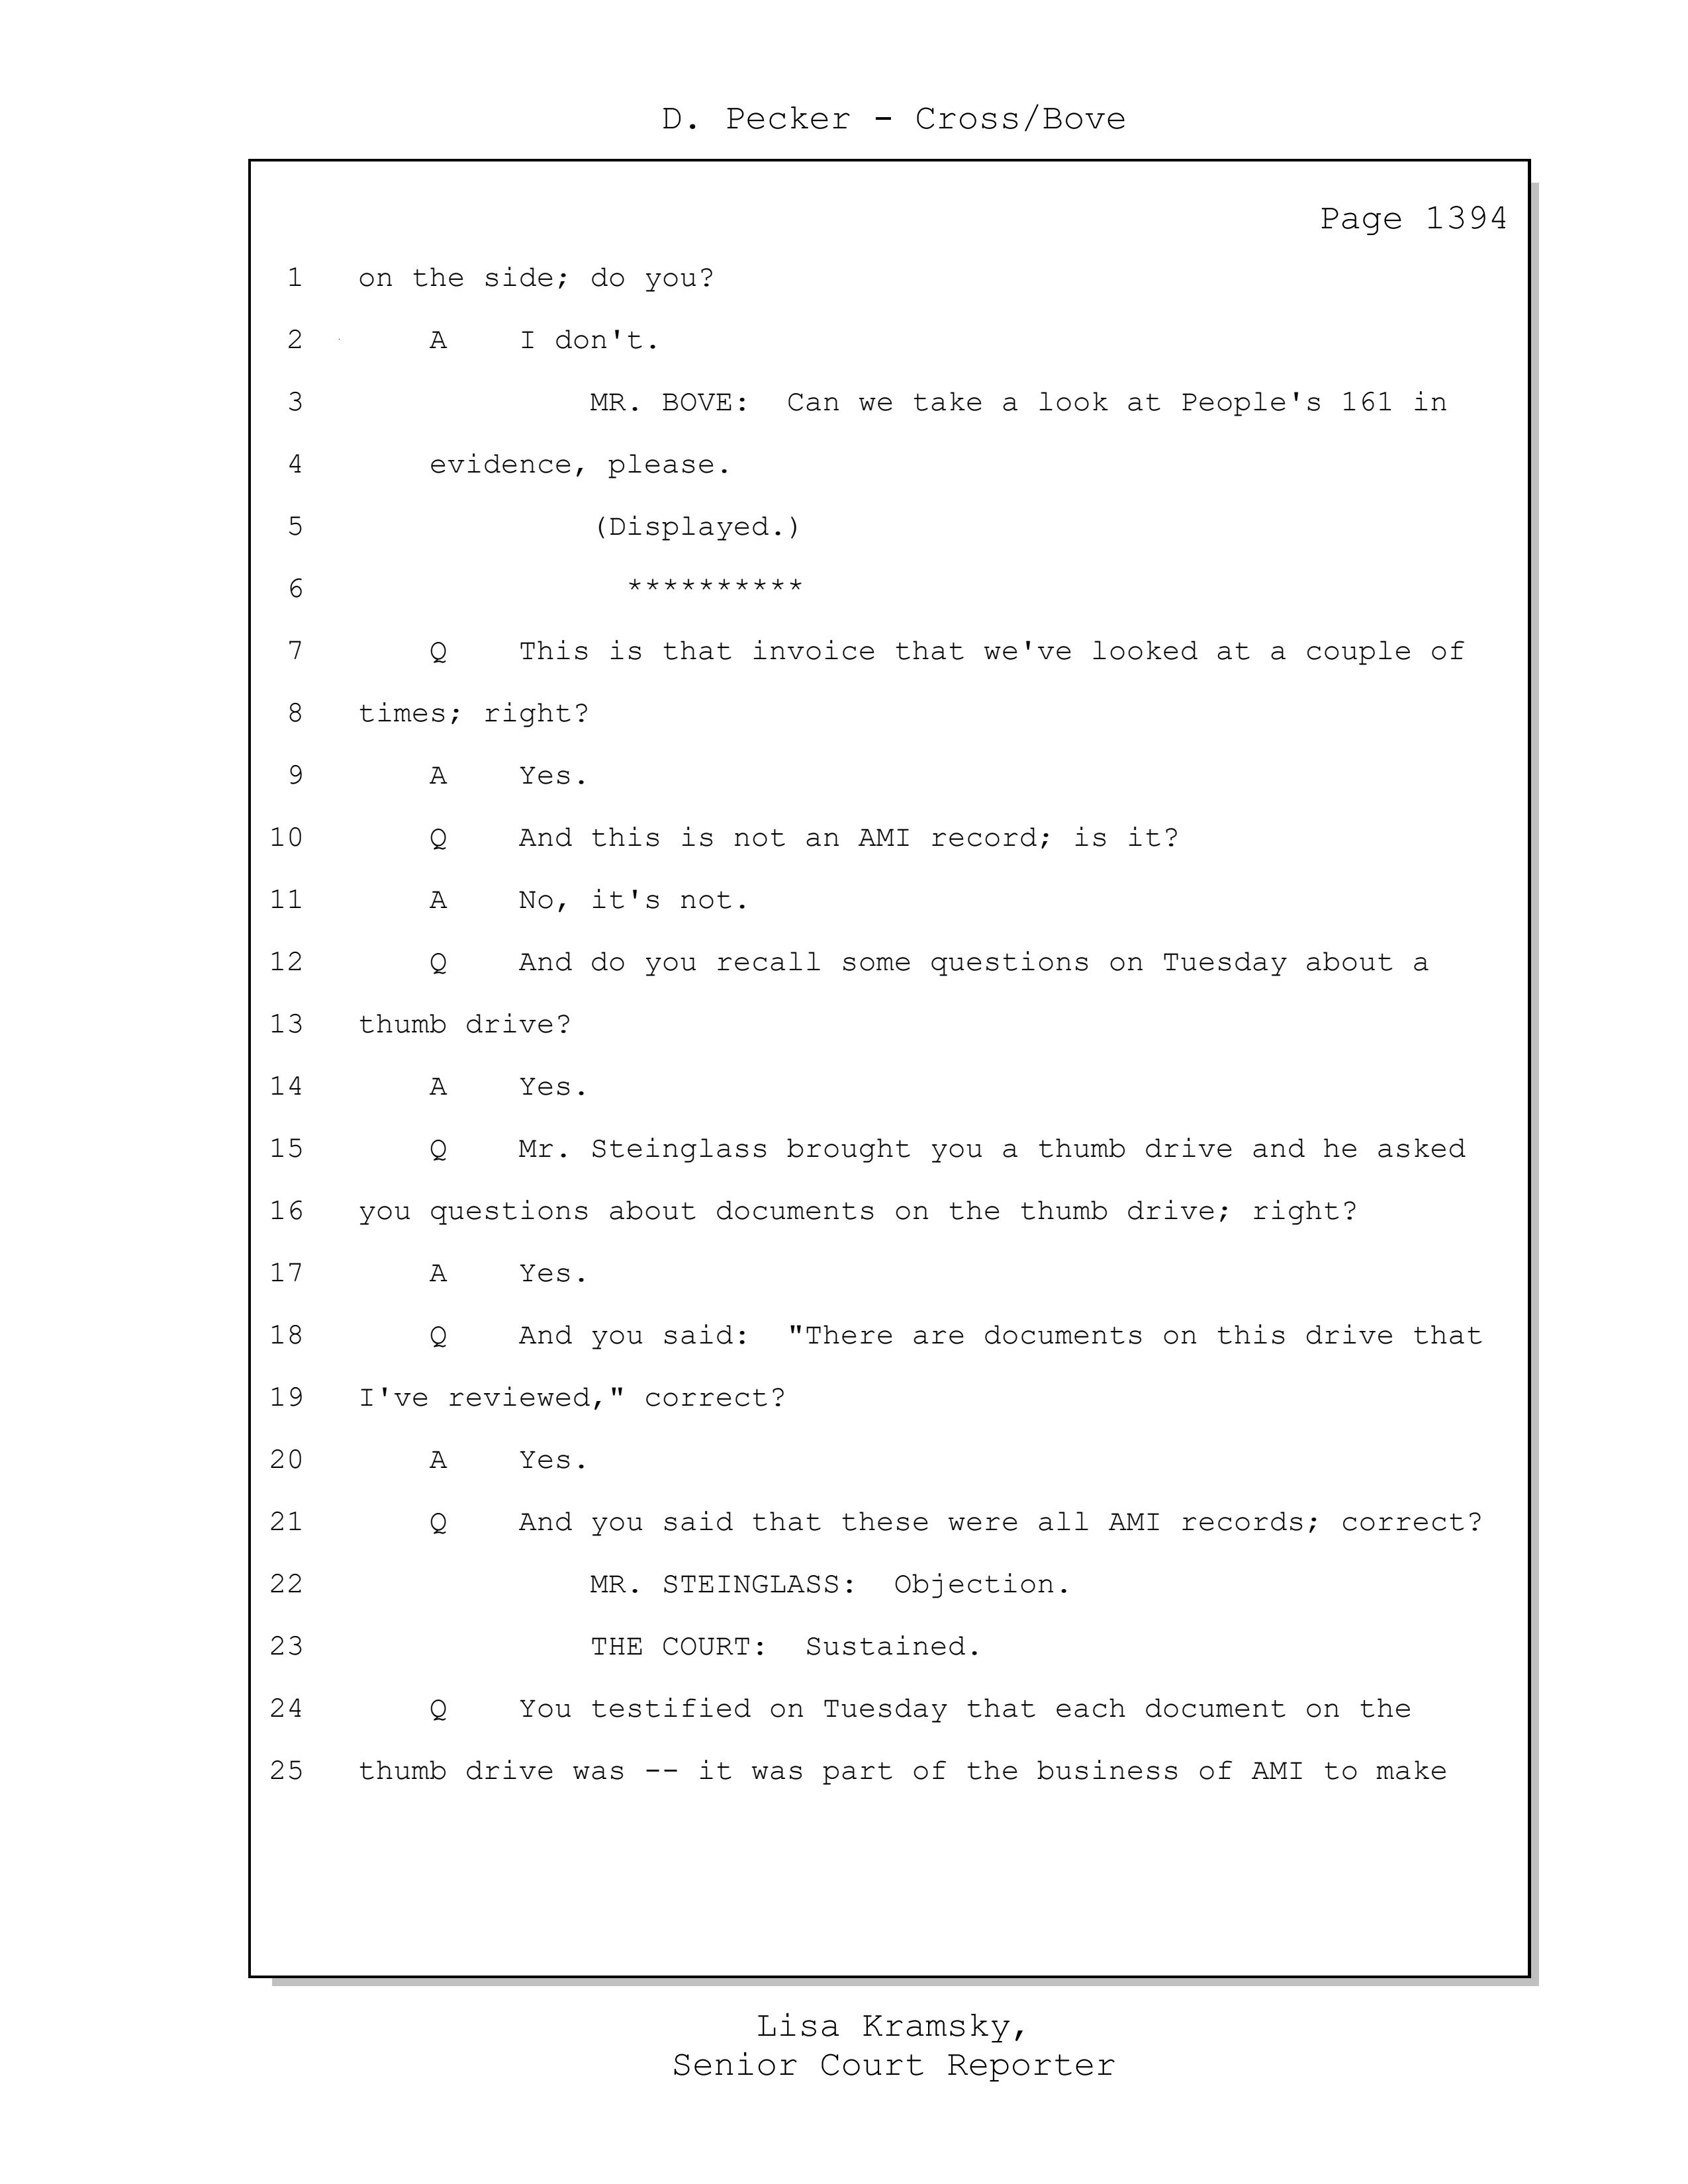 D. Pecker - Cross/Bove
Page 1394
1 on the side; do you?
2 A I don't.
3 MR. BOVE: Can we take a look at People's 161 in
4 evidence, please.
5 (Displayed.)
6 **********
7 Q This is that invoice that we've looked at a couple of
8 times; right?
9 A Yes.
10 Q And this is not an AMI record; is it?
11 A No, it's not.
12 Q And do you recall some questions on Tuesday about a
13 thumb drive?
14 A Yes.
15 Q Mr. Steinglass brought you a thumb drive and he asked
16 you questions about documents on the thumb drive; right?
17 A Yes.
18 Q And you said: "There are documents on this drive that
19 I've reviewed," correct?
20 A Yes.
21 Q And you said that these were all AMI records; correct?
22 MR. STEINGLASS: Objection.
23 THE COURT: Sustained.
24 Q You testified on Tuesday that each document on the
25 thumb drive was -- it was part of the business of AMI to make
Lisa Kramsky,
Senior Court Reporter